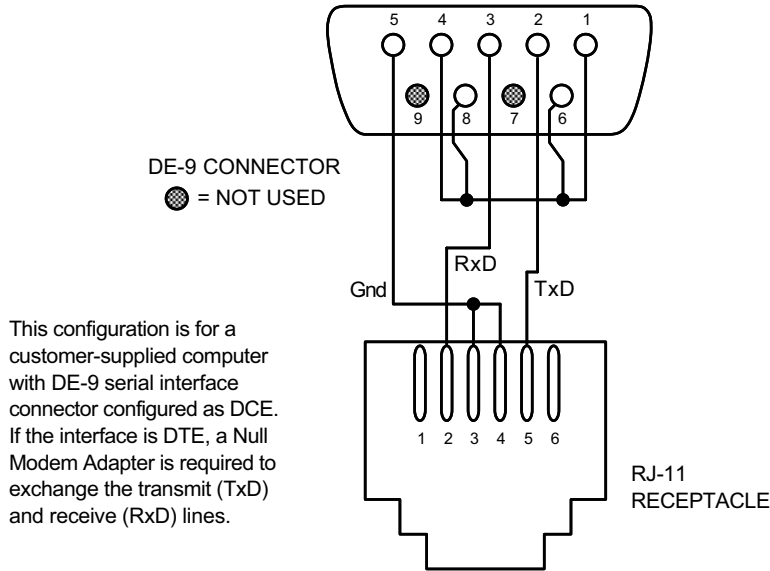 5 4 3 2 1
9 8 7 6
DE-9 CONNECTOR
= NOT USED
RxD
Gnd
TxD
This configuration is for a
customer-supplied computer
with DE-9 serial interface
connector configured as DCE.
If the interface is DTE, a Null
Modem Adapter is required to
exchange the transmit (TxD)
and receive (RxD) lines.
1 2 3 4 5 6
RJ-11
RECEPTACLE